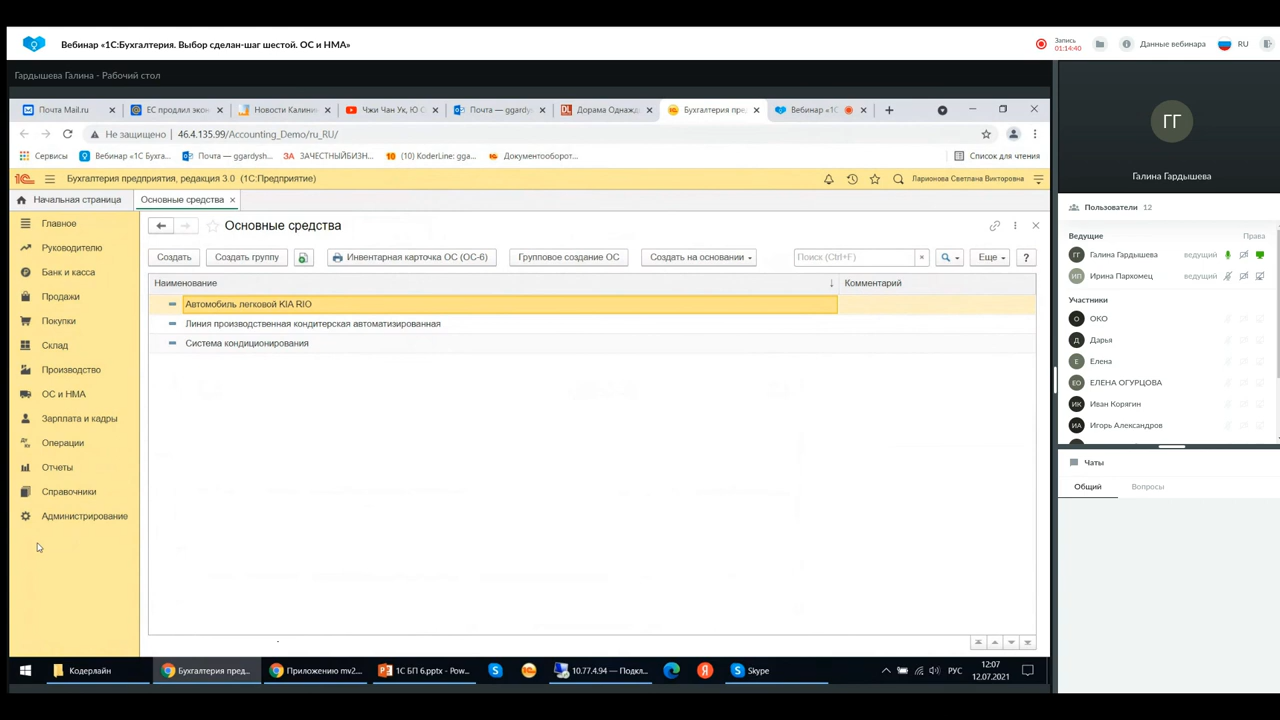 Вебинар «1С:Бухгалтерия. Выбор сделан-шаг шестой. ОС и НМА»
Запись
01:14:40
Данные вебинара
RU
Гардышева Галина - Рабочий стол
Почта Mail.ru
ЕС продлил экон
Новости Калини
Чжи Чан Ук, Ю С
Почта — ggardysh
Дорама Однажд
Бухгалтерия пре
Вебинар «1С
Не защищено
46.4.135.99/Accounting_Demo/ru_RU/
Сервисы
Вебинар «1С Бухга...
Почта — ggardysh...
ЗАЧЕСТНЫЙБИЗН...
(10) KoderLine: gga...
Документооборот...
Список для чтения
Бухгалтерия предприятия, редакция 3.0 (1С:Предприятие)
Ларионова Светлана Викторовна
Начальная страница
Основные средства
Главное
Руководителю
Банк и касса
Продажи
Покупки
Склад
Производство
ОС и НМА
Зарплата и кадры
Операции
Отчеты
Справочники
Администрирование
Основные средства
Создать
Создать группу
Инвентарная карточка ОС (ОС-6)
Групповое создание ОС
Создать на основании
Поиск (Ctrl+F)
Еще
?
Наименование
Комментарий
Автомобиль легковой KIA RIO
Линия производственная кондитерская автоматизированная
Система кондиционирования
Кодерлайн
Бухгалтерия пред...
Приложению mv2...
1С БП 6.pptx - Pow...
10.77.4.94 — Подкл...
Skype
РУС
12:07
12.07.2021
ГГ
Галина Гардышева
Пользователи 12
Ведущие
Права
ГГ Галина Гардышева ведущий
ИП Ирина Пархомец ведущий
Участники
О ОКО
Д Дарья
Е Елена
ЕО ЕЛЕНА ОГУРЦОВА
ИК Иван Корягин
ИА Игорь Александров
Чаты
Общий
Вопросы